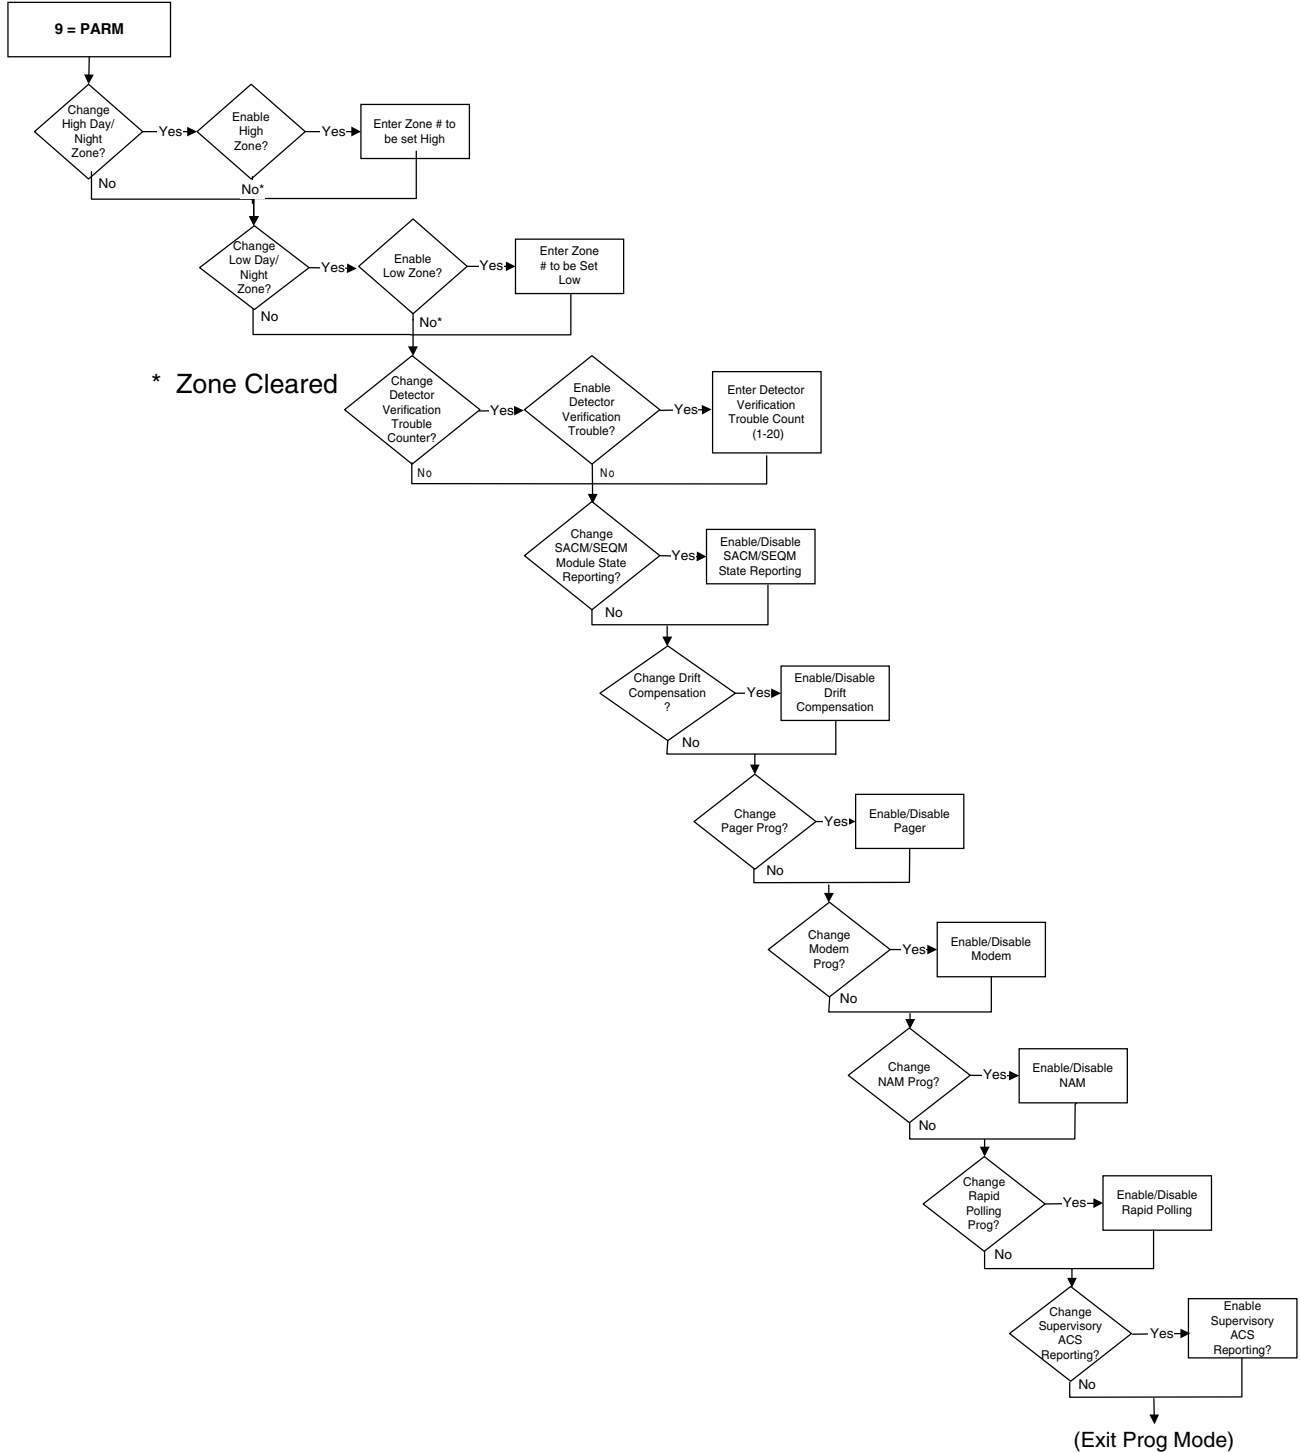 9 = PARM
Change
High Day/
Night
Zone?
Yes
Enable
High
Zone?
Yes
Enter Zone # to
be set High
No
No*
Change
Low Day/
Night
Zone?
Yes
Enable
Low Zone?
Yes
Enter Zone
# to be Set
Low
No
No*
* Zone Cleared
Change
Detector
Verification
Trouble
Counter?
Yes
Enable
Detector
Verification
Trouble?
Yes
Enter Detector
Verification
Trouble Count
(1-20)
No
No
Change
SACM/SEQM
Module State
Reporting?
Yes
Enable/Disable
SACM/SEQM
State Reporting
No
Change Drift
Compensation
?
Yes
Enable/Disable
Drift
Compensation
No
Change
Pager Prog?
Yes
Enable/Disable
Pager
No
Change
Modem
Prog?
Yes
Enable/Disable
Modem
No
Change
NAM Prog?
Yes
Enable/Disable
NAM
No
Change
Rapid
Polling
Prog?
Yes
Enable/Disable
Rapid Polling
No
Change
Supervisory
ACS
Reporting?
Yes
Enable
Supervisory
ACS
Reporting?
No
(Exit Prog Mode)